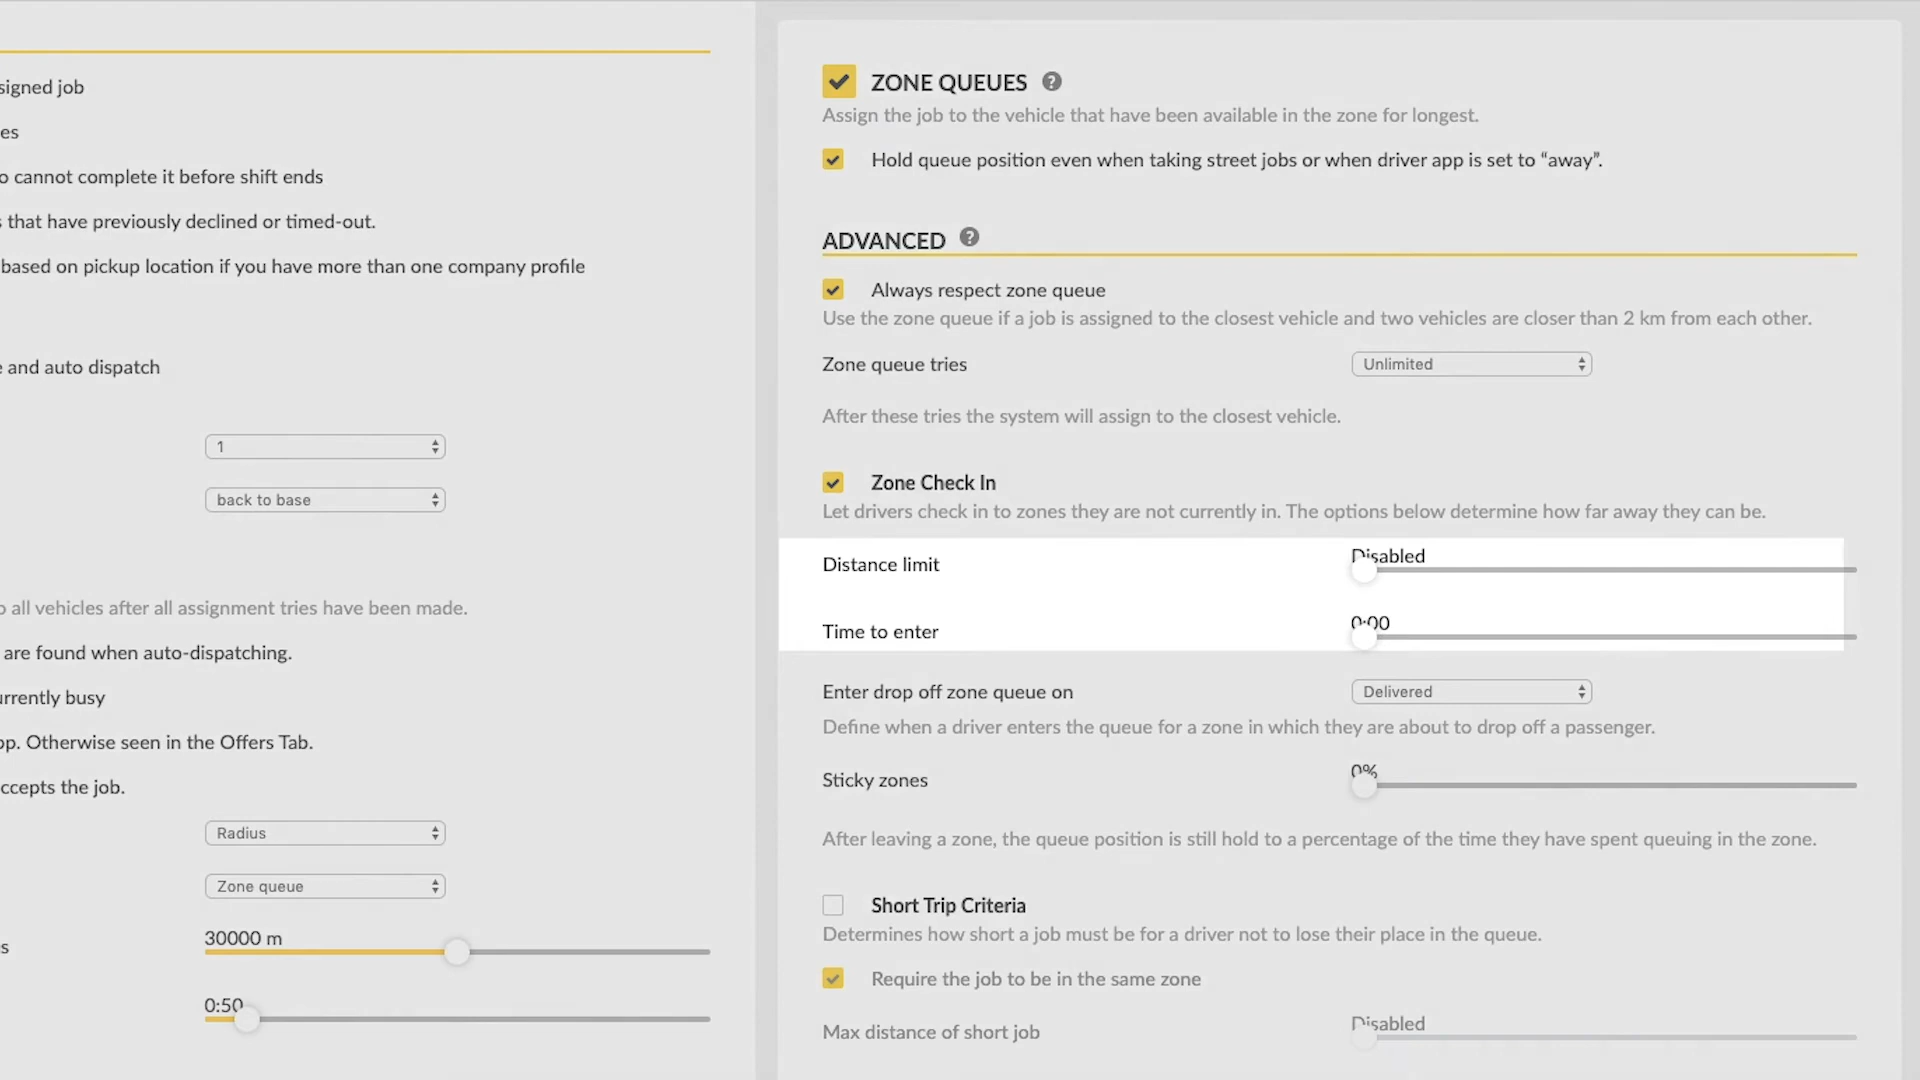 signed job
es
o cannot complete it before shift ends
s that have previously declined or timed-out.
based on pickup location if you have more than one company profile
e and auto dispatch
1
back to base
o all vehicles after all assignment tries have been made.
are found when auto-dispatching.
urrently busy
pp. Otherwise seen in the Offers Tab.
ccepts the job.
Radius
Zone queue
s
30000 m
0:50
ZONE QUEUES ?
Assign the job to the vehicle that have been available in the zone for longest.
Hold queue position even when taking street jobs or when driver app is set to “away”.
ADVANCED ?
Always respect zone queue
Use the zone queue if a job is assigned to the closest vehicle and two vehicles are closer than 2 km from each other.
Zone queue tries
Unlimited
After these tries the system will assign to the closest vehicle.
Zone Check In
Let drivers check in to zones they are not currently in. The options below determine how far away they can be.
Distance limit
Disabled
Time to enter
0:00
Enter drop off zone queue on
Delivered
Define when a driver enters the queue for a zone in which they are about to drop off a passenger.
Sticky zones
0%
After leaving a zone, the queue position is still hold to a percentage of the time they have spent queuing in the zone.
Short Trip Criteria
Determines how short a job must be for a driver not to lose their place in the queue.
Require the job to be in the same zone
Max distance of short job
Disabled